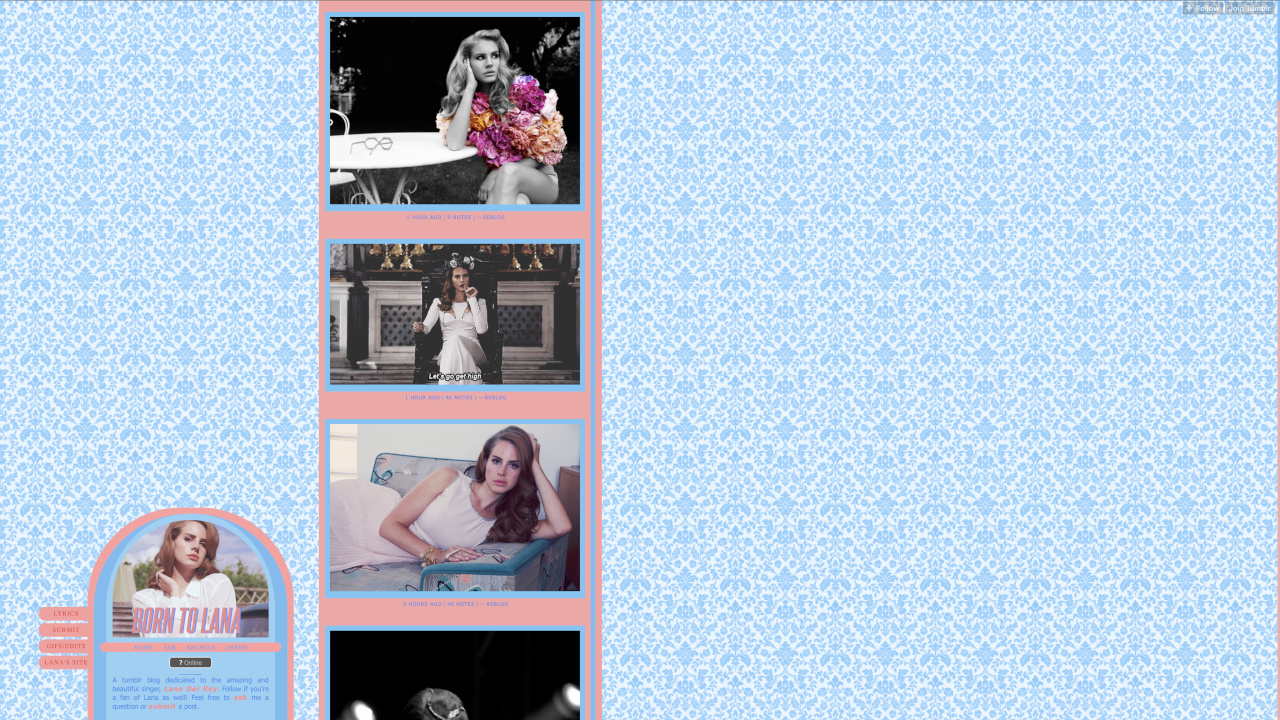 + Follow
Join Tumblr
1 HOUR AGO | 9 NOTES | — REBLOG
Let's go get high
1 HOUR AGO | 46 NOTES | — REBLOG
2 HOURS AGO | 40 NOTES | — REBLOG
BORN TO LANA
LYRICS
SUBMIT
GIFS/EDITS
LANA'S SITE
HOME ASK ARCHIVE THEME
? Online
A tumblr blog dedicated to the amazing and
beautiful singer, Lana Del Rey. Follow if you're
a fan of Lana as well! Feel free to ask me a
question or submit a post.